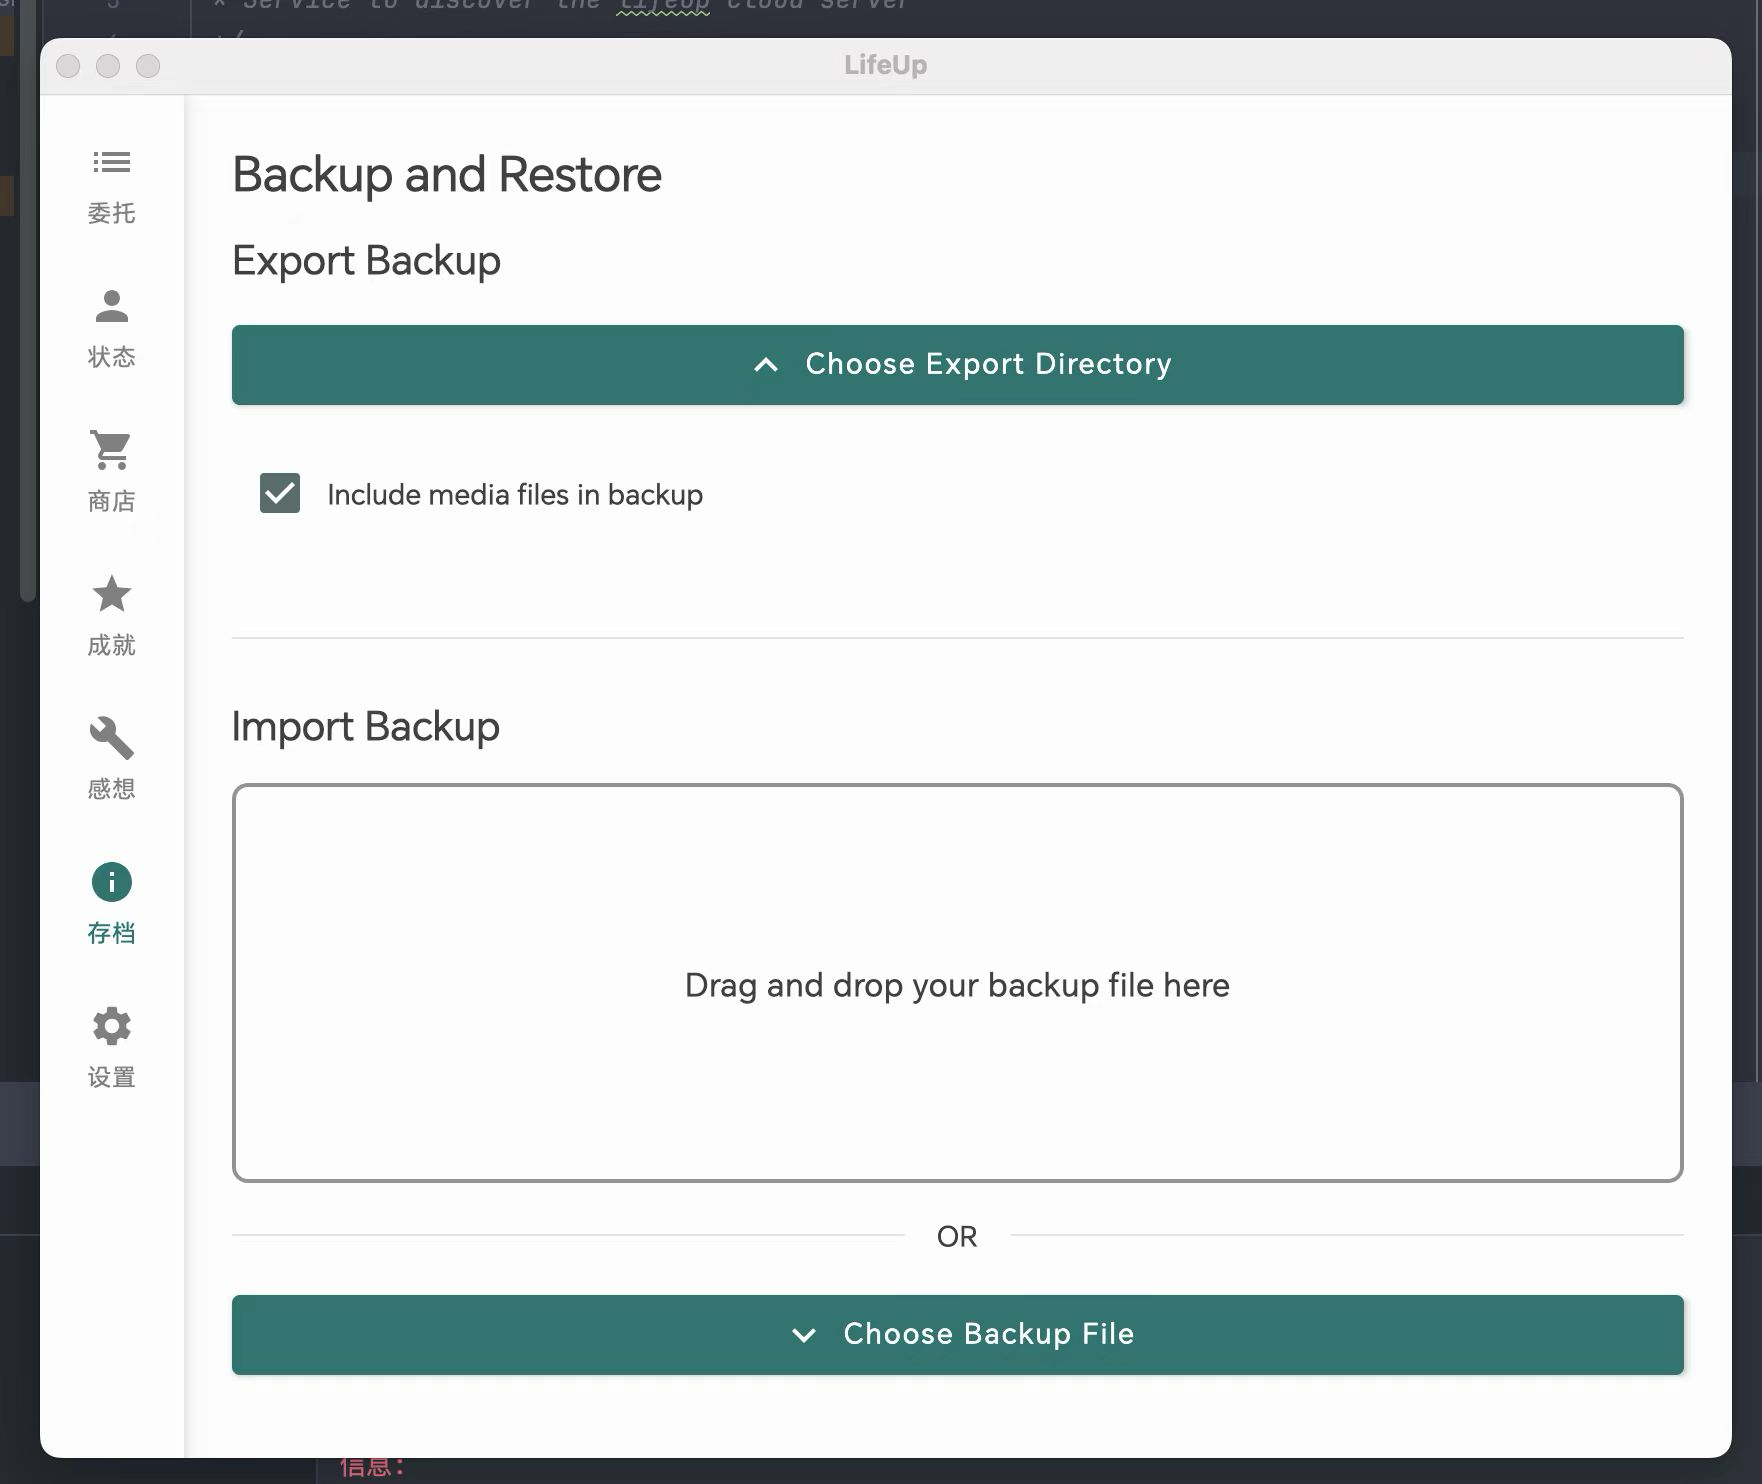 * Service to discover the lifeup cloud server
LifeUp
委托
状态
商店
成就
感想
存档
设置
Backup and Restore
Export Backup
Choose Export Directory
Include media files in backup
Import Backup
Drag and drop your backup file here
OR
Choose Backup File
信息：